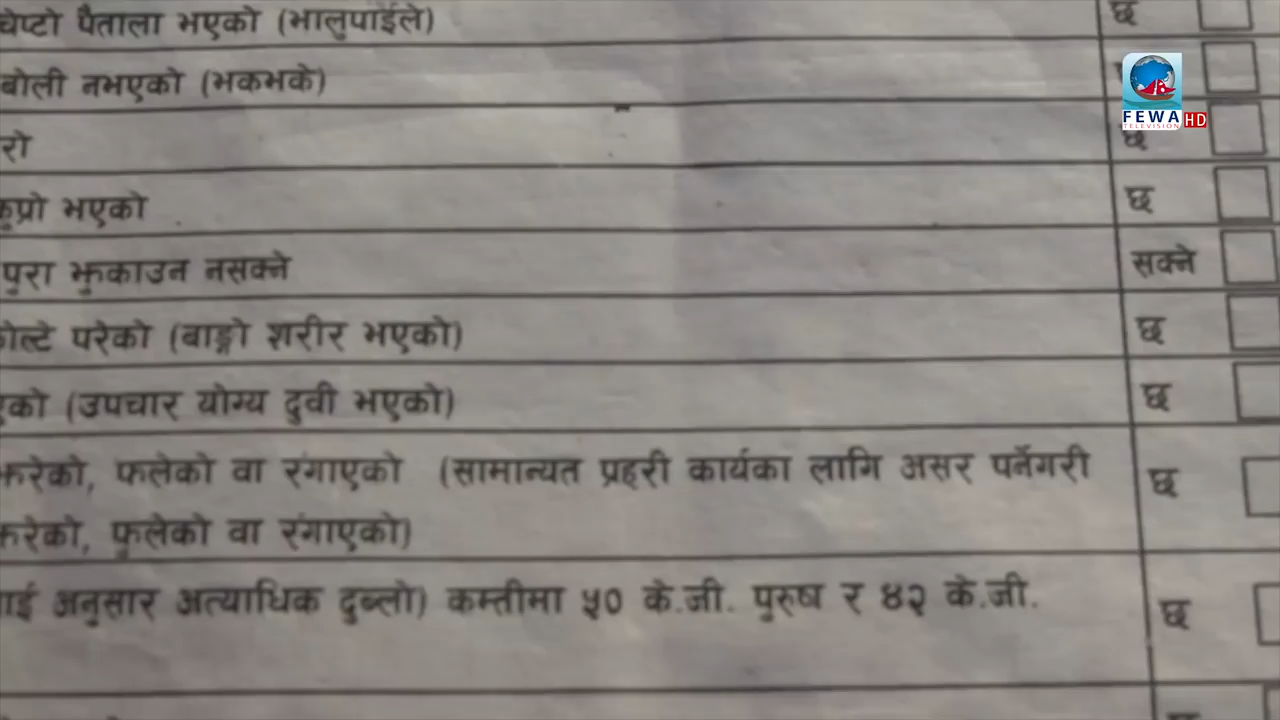 चेप्टो पैताला भएको (भालुपाईले) छ
बोली नभएको (भकभके)
रो छ
कुप्रो भएको छ
पुरा झुकाउन नसक्ने सक्ने
कोल्टे परेको (बाङ्गो शरीर भएको) छ
एको (उपचार योग्य दुवी भएको) छ
फरेको, फुलेको वा रंगाएको (सामान्यत प्रहरी कार्यका लागि असर पर्नेगरी छ
फरेको, फुलेको वा रंगाएको)
ाई अनुसार अत्याधिक दुब्लो) कम्तीमा ५० के.जी. पुरुष र ४२ के.जी. छ
FEWA
TELEVISION HD